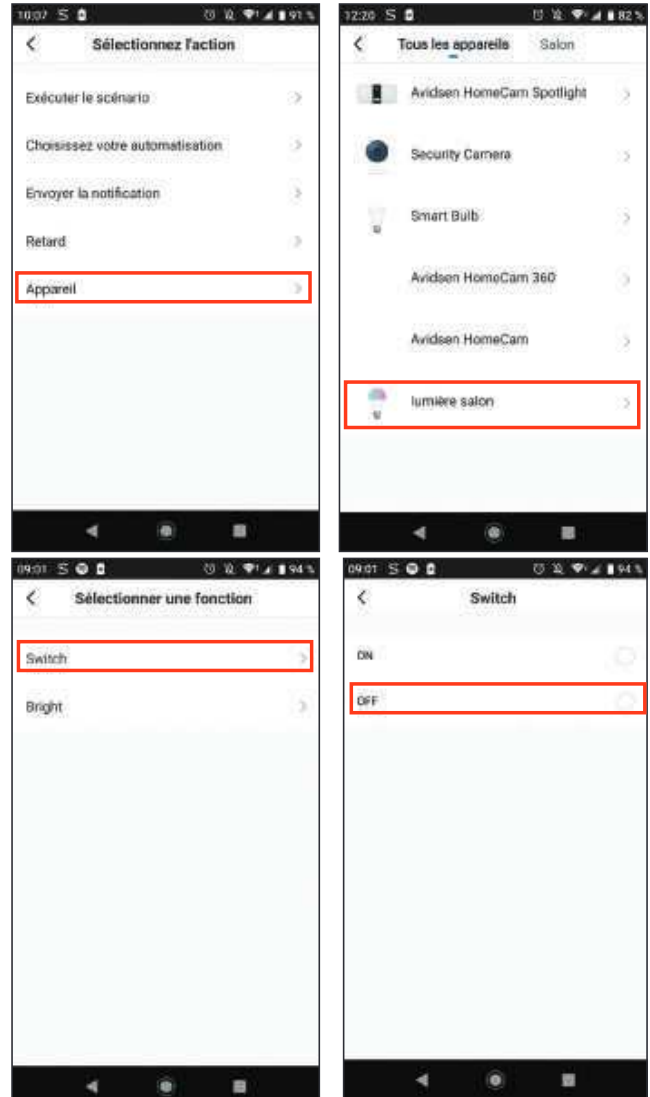 10:07 91 %
Sélectionnez l'action
Exécuter le scénario
Choisissez votre automatisation
Envoyer la notification
Retard
Appareil
12:20 82 %
Tous les appareils Salon
Avidsen HomeCam Spotlight
Security Camera
Smart Bulb
Avidsen HomeCam 360
Avidsen HomeCam
lumière salon
09:01 94 %
Sélectionner une fonction
Switch
Bright
09:01 94 %
Switch
ON
OFF